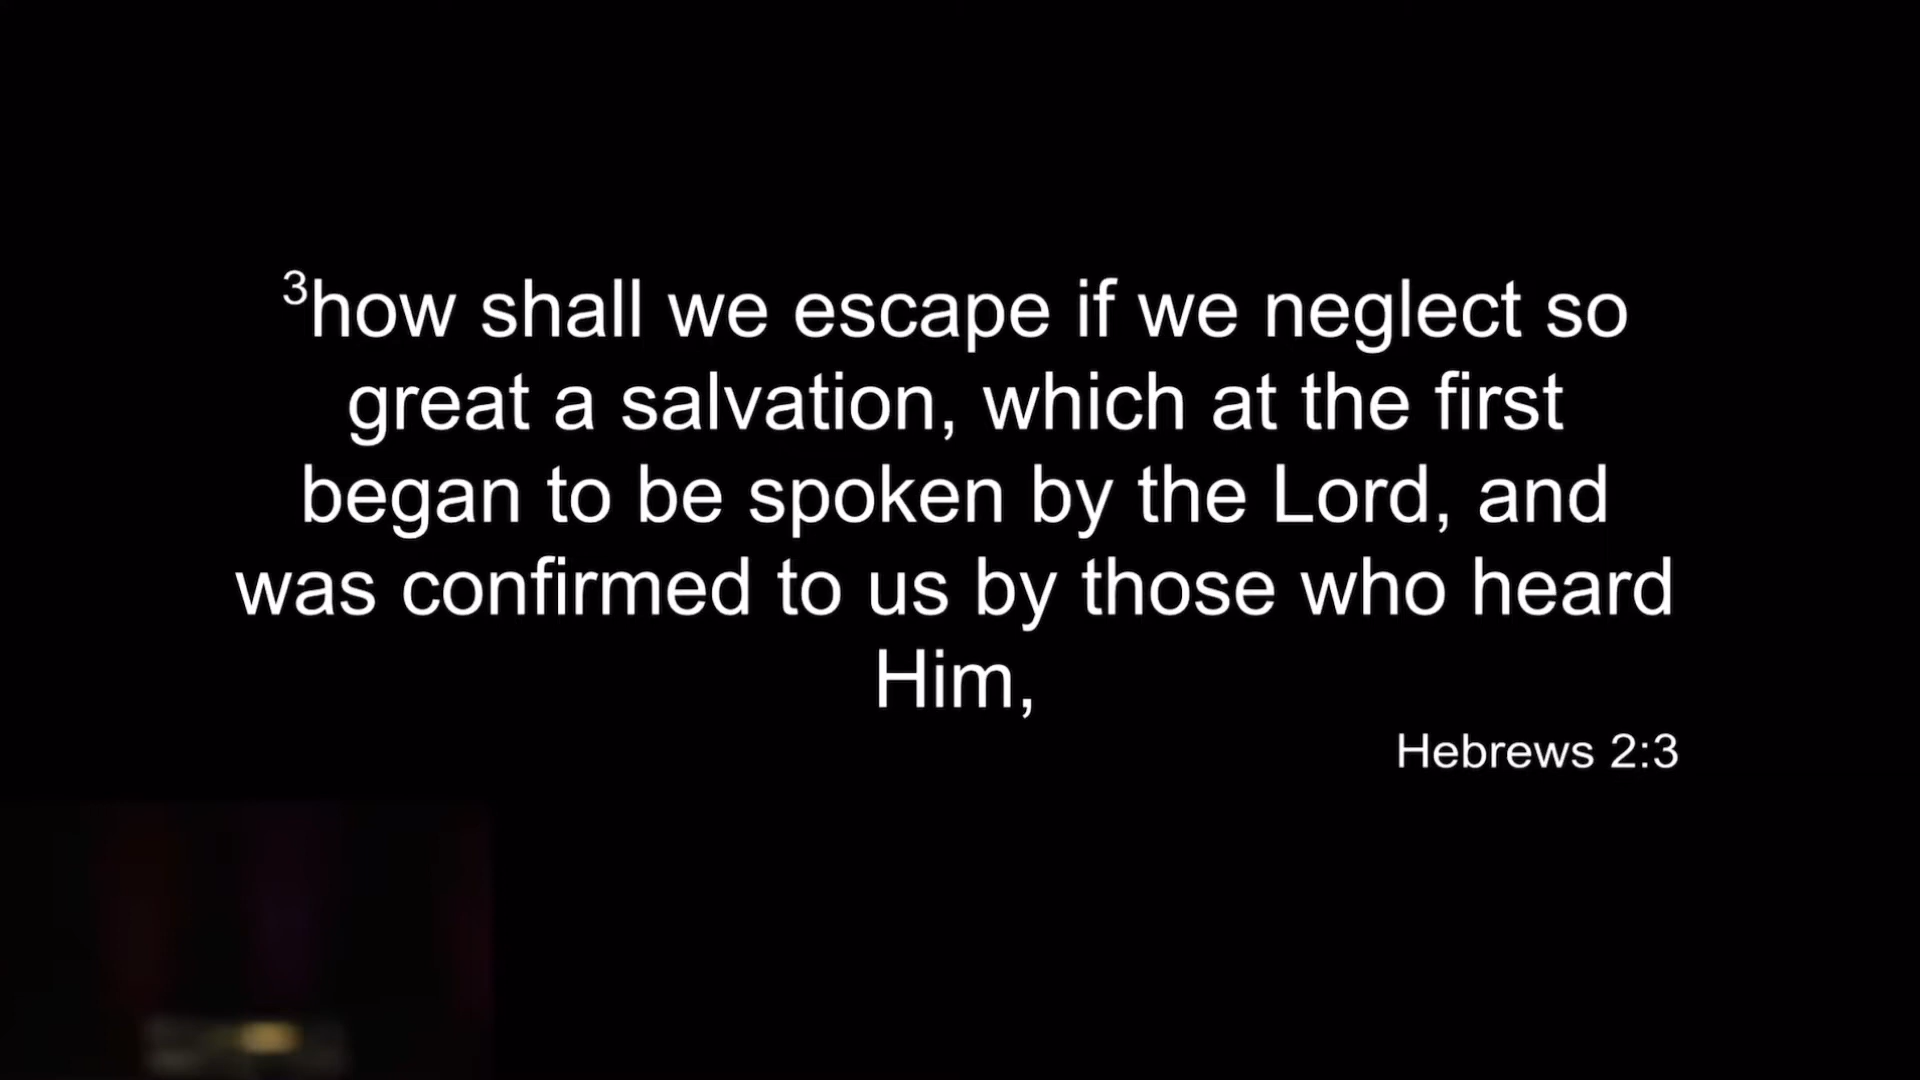 ³how shall we escape if we neglect so
great a salvation, which at the first
began to be spoken by the Lord, and
was confirmed to us by those who heard
Him,
Hebrews 2:3